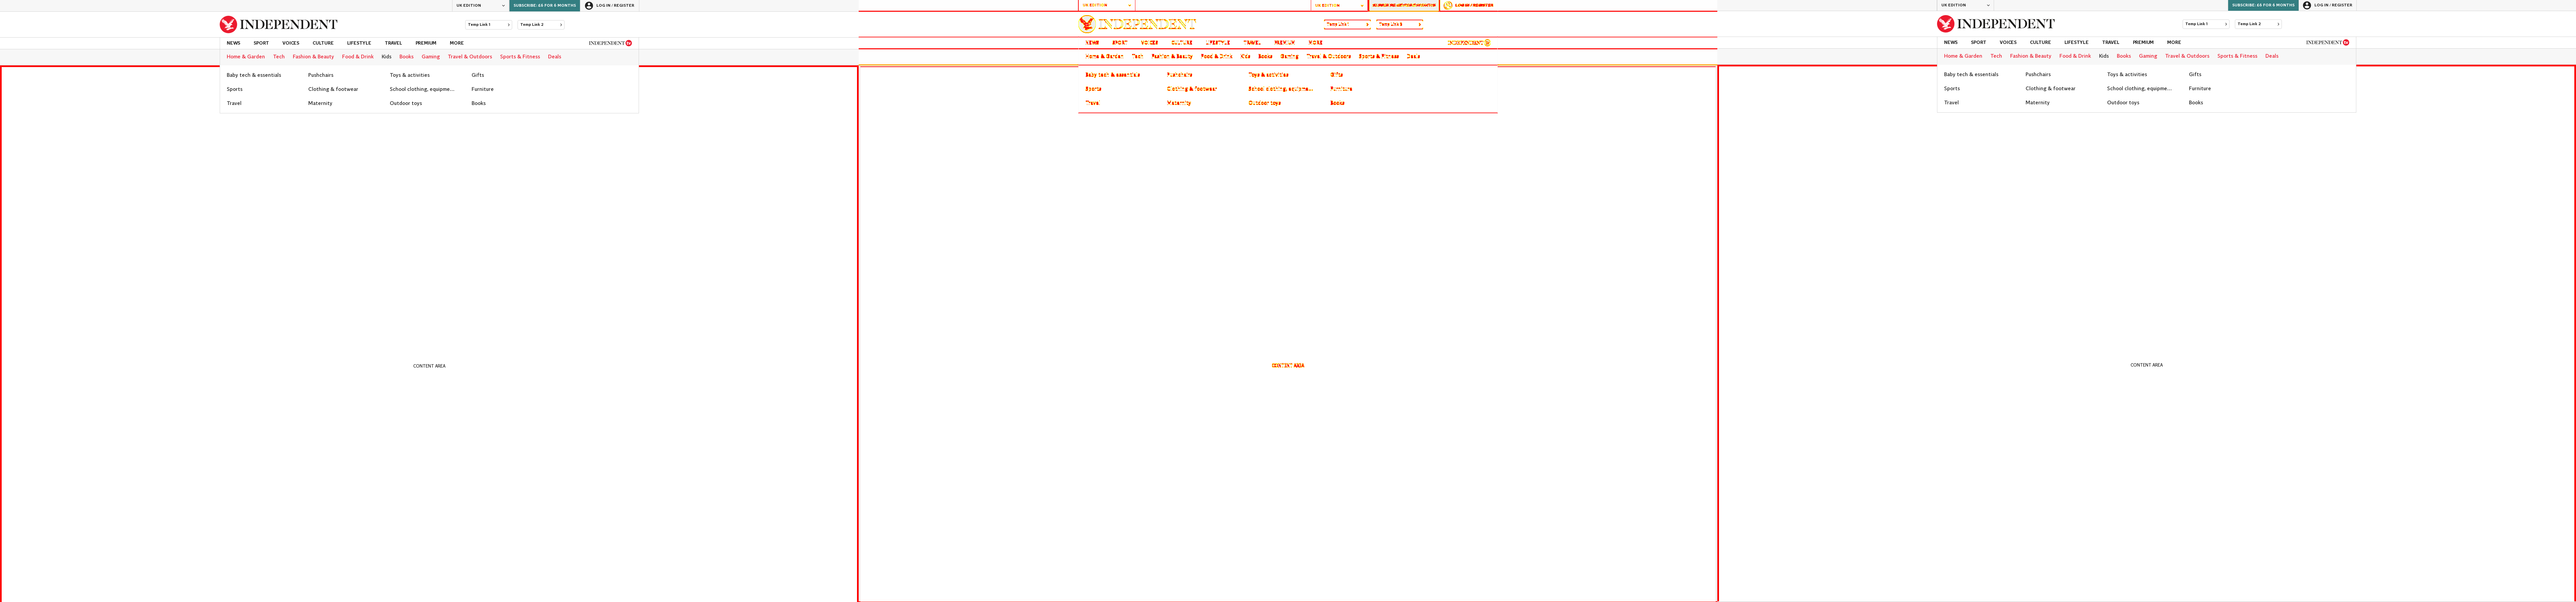 UK EDITION SUBSCRIBE: £6 FOR 6 MONTHS LOG IN / REGISTER
INDEPENDENT Temp Link 1 Temp Link 2
NEWS SPORT VOICES CULTURE LIFESTYLE TRAVEL PREMIUM MORE INDEPENDENT
Home & Garden Tech Fashion & Beauty Food & Drink Kids Books Gaming Travel & Outdoors Sports & Fitness Deals
Baby tech & essentials Pushchairs Toys & activities Gifts
Sports Clothing & footwear School clothing, equipme... Furniture
Travel Maternity Outdoor toys Books
CONTENT AREA
UK EDITION UK EDITION LOG IN / REGISTER
INDEPENDENT Temp Link Temp Link
NEWS SPORT VOICES CULTURE LIFESTYLE TRAVEL PREMIUM MORE INDEPENDENT
Home & Garden Tech Fashion & Beauty Food & Drink Kids Books Gaming Travel & Outdoors Sports & Fitness Deals
Baby tech & essentials Pushchairs Toys & activities Gifts
Sports Clothing & footwear School clothing, equipme... Furniture
Travel Maternity Outdoor toys Books
CONTENT AREA
UK EDITION SUBSCRIBE: £6 FOR 6 MONTHS LOG IN / REGISTER
INDEPENDENT Temp Link 1 Temp Link 2
NEWS SPORT VOICES CULTURE LIFESTYLE TRAVEL PREMIUM MORE INDEPENDENT
Home & Garden Tech Fashion & Beauty Food & Drink Kids Books Gaming Travel & Outdoors Sports & Fitness Deals
Baby tech & essentials Pushchairs Toys & activities Gifts
Sports Clothing & footwear School clothing, equipme... Furniture
Travel Maternity Outdoor toys Books
CONTENT AREA